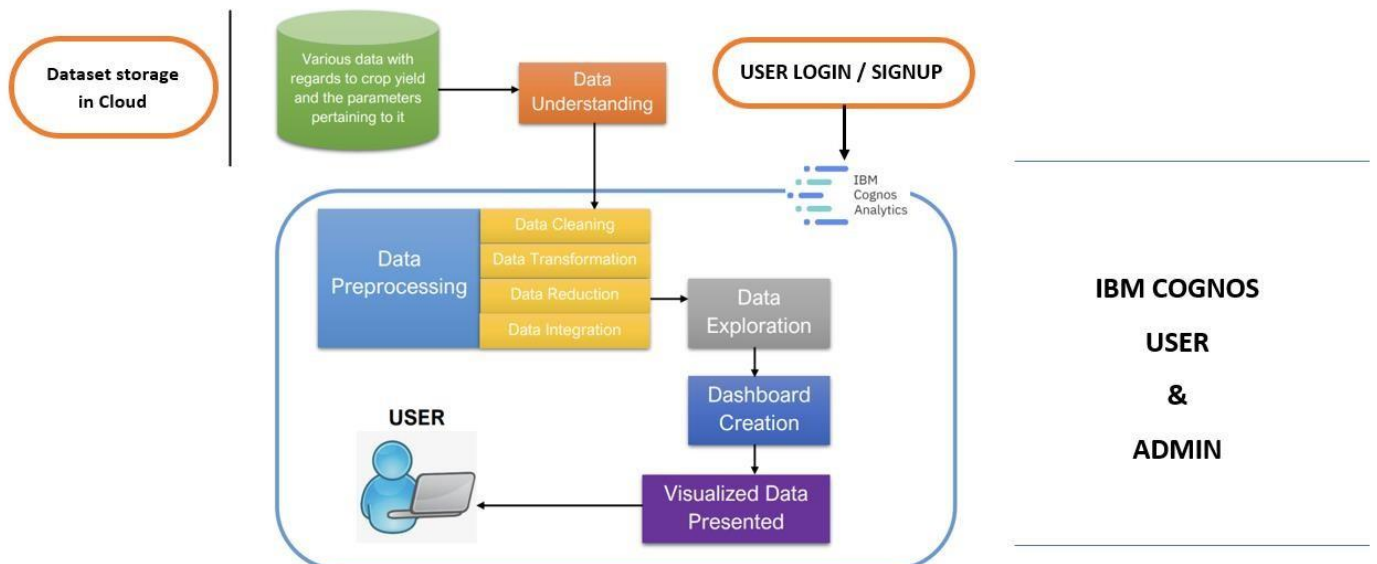 Dataset storage
in Cloud
Various data with
regards to crop yield
and the parameters
pertaining to it
Data
Understanding
USER LOGIN / SIGNUP
IBM
Cognos
Analytics
Data
Preprocessing
Data Cleaning
Data Transformation
Data Reduction
Data Integration
Data
Exploration
Dashboard
Creation
Visualized Data
Presented
USER
IBM COGNOS
USER
&
ADMIN